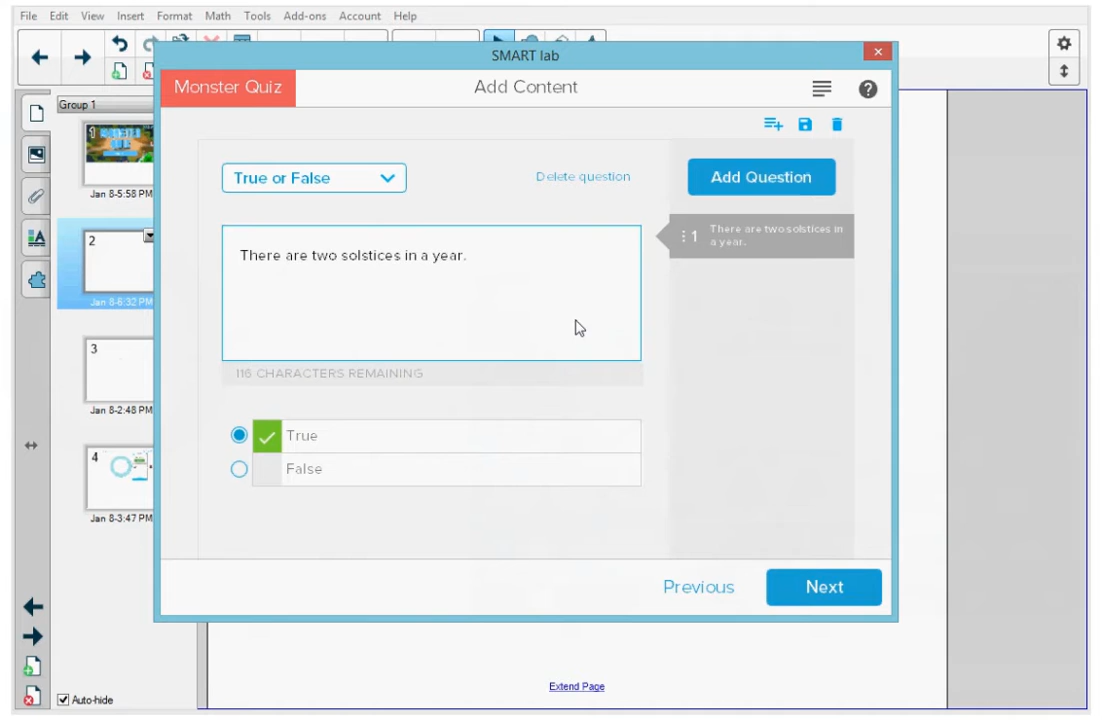 File Edit View Insert Format Math Tools Add-ons Account Help
SMART lab
Monster Quiz
Add Content
Group 1
1
Jan 8-5:58 PM
2
Jan 8-6:32 PM
3
Jan 8-2:48 PM
4
Jan 8-3:47 PM
True or False
Delete question
Add Question
1 There are two solstices in
a year.
There are two solstices in a year.
116 CHARACTERS REMAINING
True
False
Previous
Next
Auto-hide
Extend Page